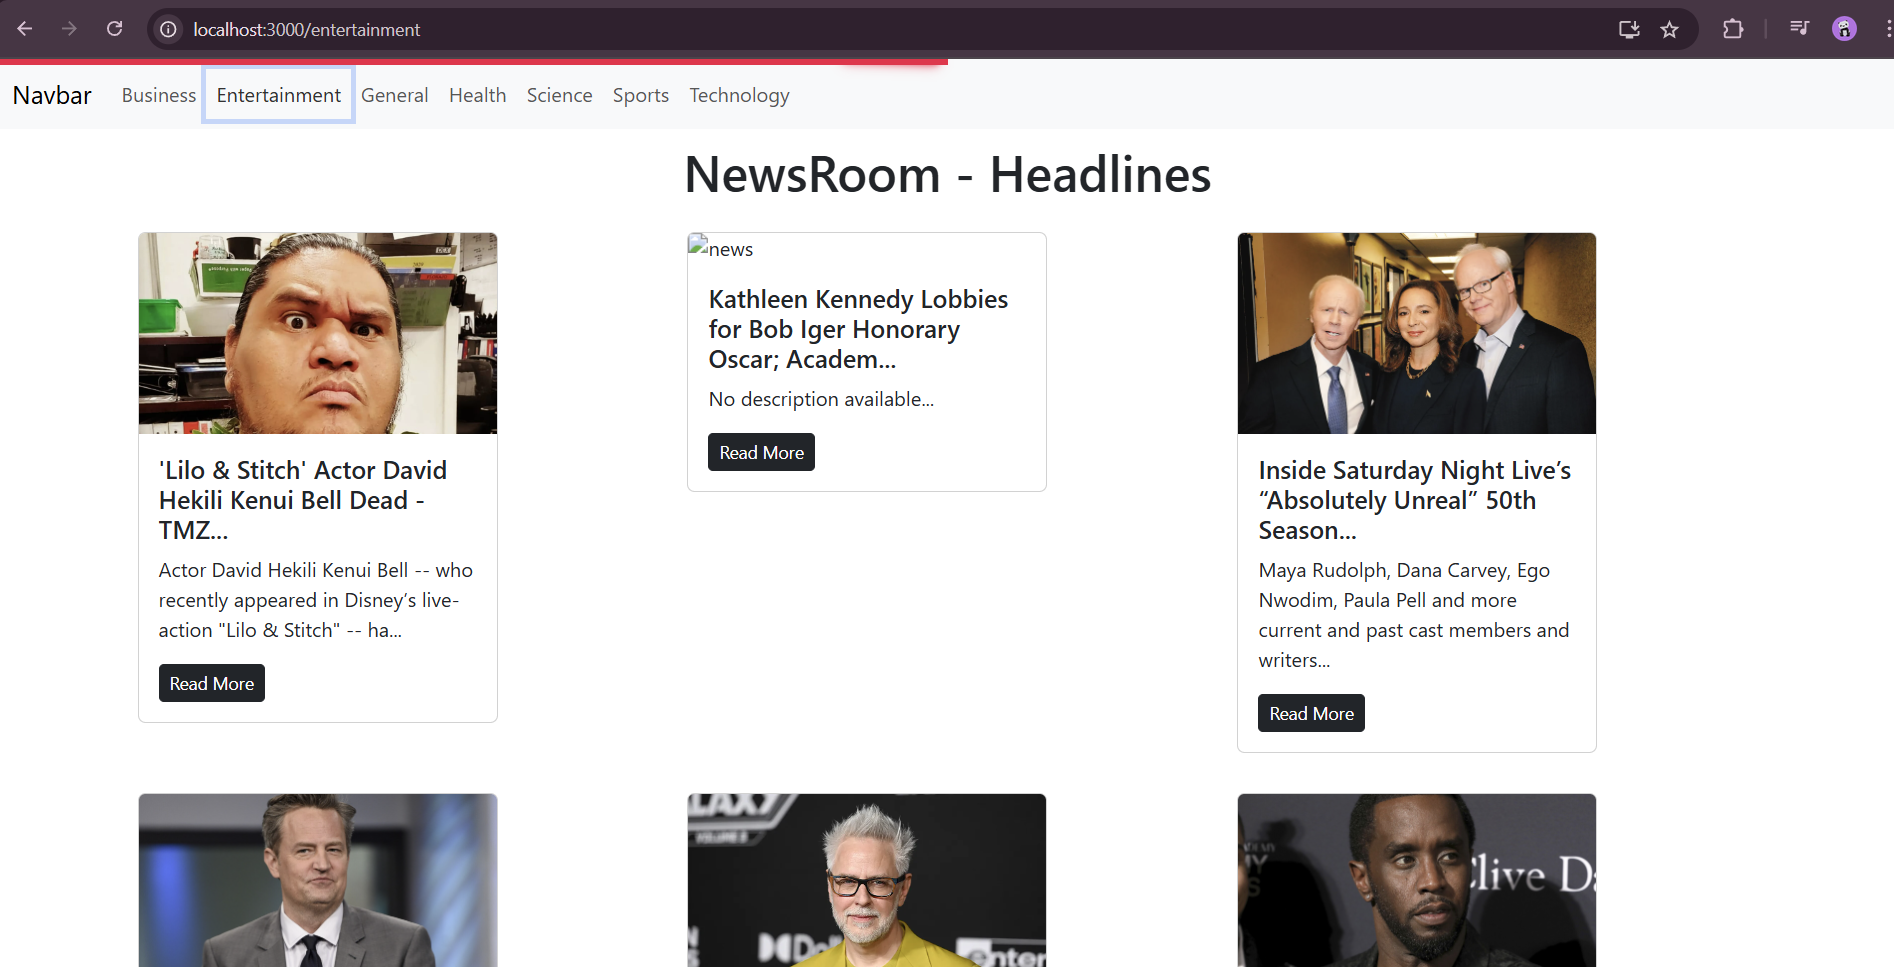 localhost:3000/entertainment
Navbar Business Entertainment General Health Science Sports Technology
NewsRoom - Headlines
'Lilo & Stitch' Actor David
Hekili Kenui Bell Dead -
TMZ...
Actor David Hekili Kenui Bell -- who
recently appeared in Disney’s live-
action "Lilo & Stitch" -- ha...
Read More
news
Kathleen Kennedy Lobbies
for Bob Iger Honorary
Oscar; Academ...
No description available...
Read More
Inside Saturday Night Live’s
“Absolutely Unreal” 50th
Season...
Maya Rudolph, Dana Carvey, Ego
Nwodim, Paula Pell and more
current and past cast members and
writers...
Read More
Clive Da